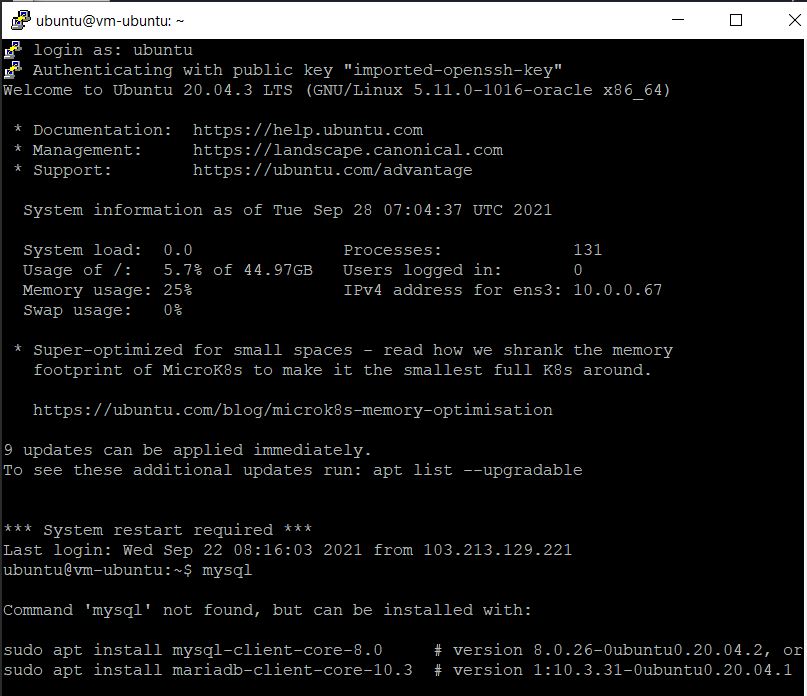 ubuntu@vm-ubuntu: ~
login as: ubuntu
Authenticating with public key "imported-openssh-key"
Welcome to Ubuntu 20.04.3 LTS (GNU/Linux 5.11.0-1016-oracle x86_64)
* Documentation:  https://help.ubuntu.com
* Management:     https://landscape.canonical.com
* Support:        https://ubuntu.com/advantage
System information as of Tue Sep 28 07:04:37 UTC 2021
System load:  0.0               Processes:             131
Usage of /:   5.7% of 44.97GB   Users logged in:       0
Memory usage: 25%               IPv4 address for ens3: 10.0.0.67
Swap usage:   0%
* Super-optimized for small spaces - read how we shrank the memory
footprint of MicroK8s to make it the smallest full K8s around.
https://ubuntu.com/blog/microk8s-memory-optimisation
9 updates can be applied immediately.
To see these additional updates run: apt list --upgradable
*** System restart required ***
Last login: Wed Sep 22 08:16:03 2021 from 103.213.129.221
ubuntu@vm-ubuntu:~$ mysql
Command 'mysql' not found, but can be installed with:
sudo apt install mysql-client-core-8.0     # version 8.0.26-0ubuntu0.20.04.2, or
sudo apt install mariadb-client-core-10.3  # version 1:10.3.31-0ubuntu0.20.04.1